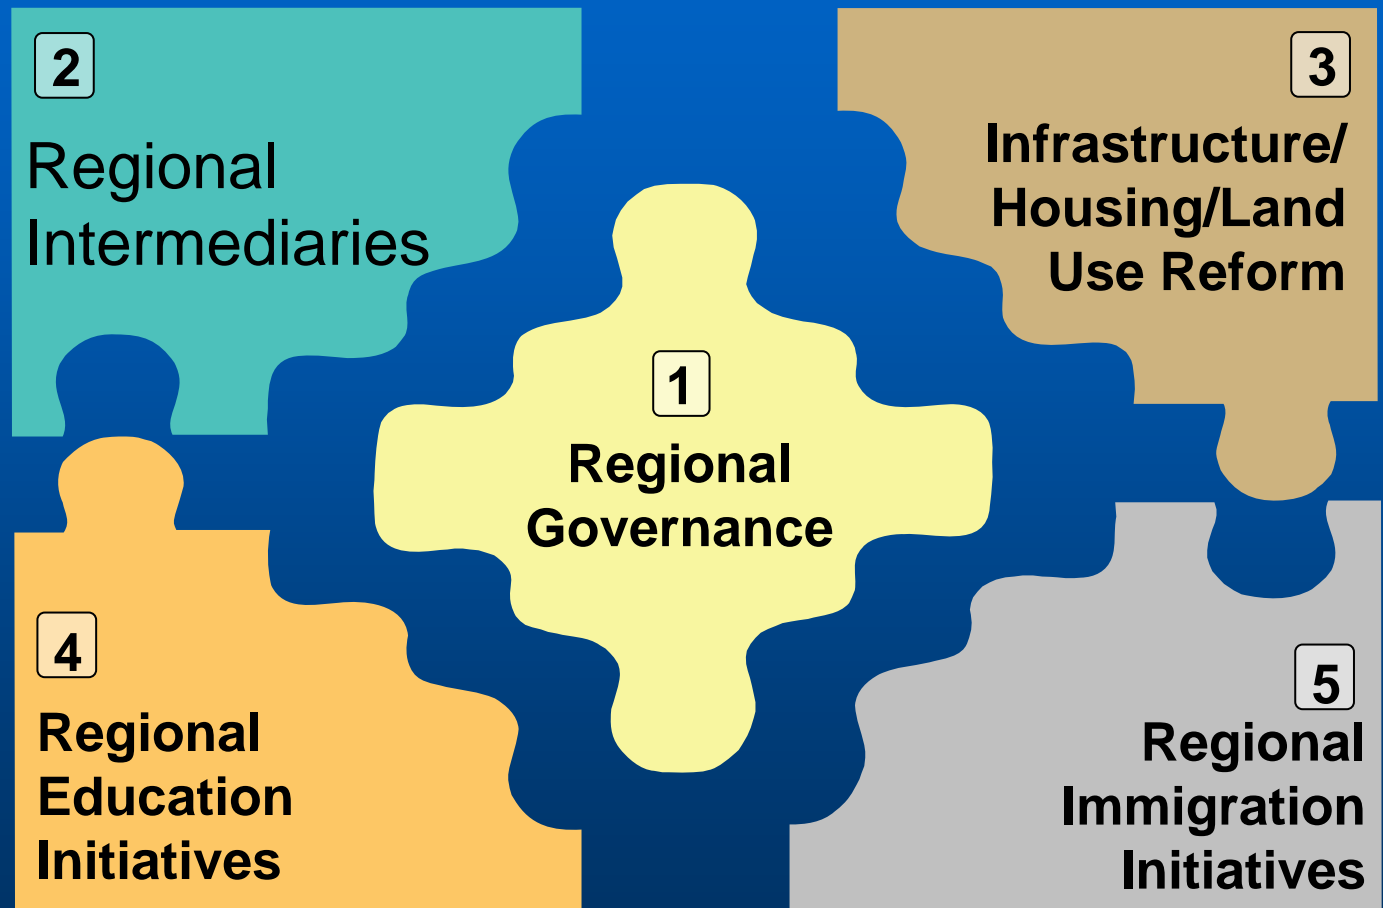 2
Regional
Intermediaries
3
Infrastructure/
Housing/Land
Use Reform
1
Regional
Governance
4
Regional
Education
Initiatives
5
Regional
Immigration
Initiatives